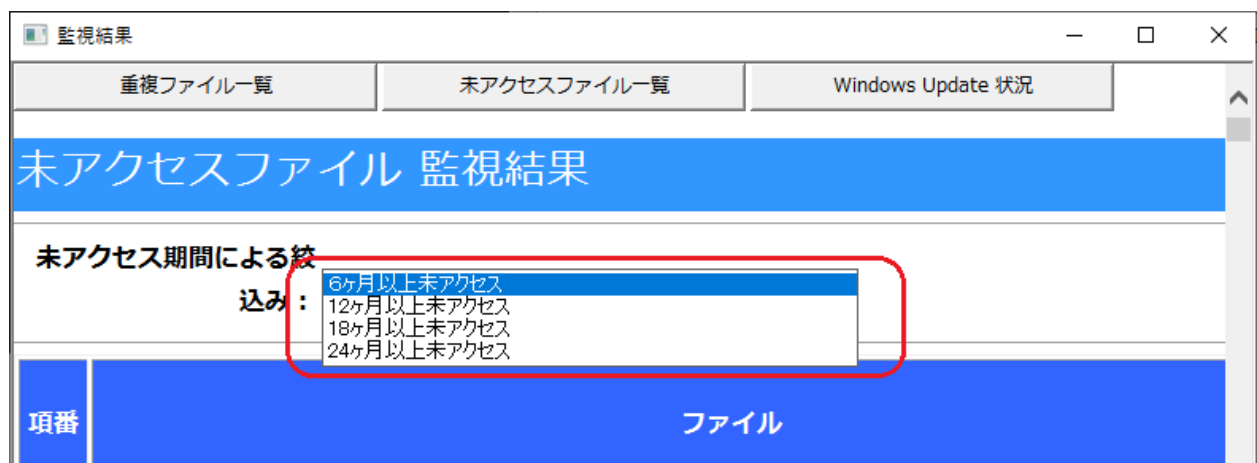 監視結果
重複ファイル一覧 未アクセスファイル一覧 Windows Update 状況
未アクセスファイル 監視結果
未アクセス期間による絞
込み：
6ヶ月以上未アクセス
12ヶ月以上未アクセス
18ヶ月以上未アクセス
24ヶ月以上未アクセス
項番 ファイル